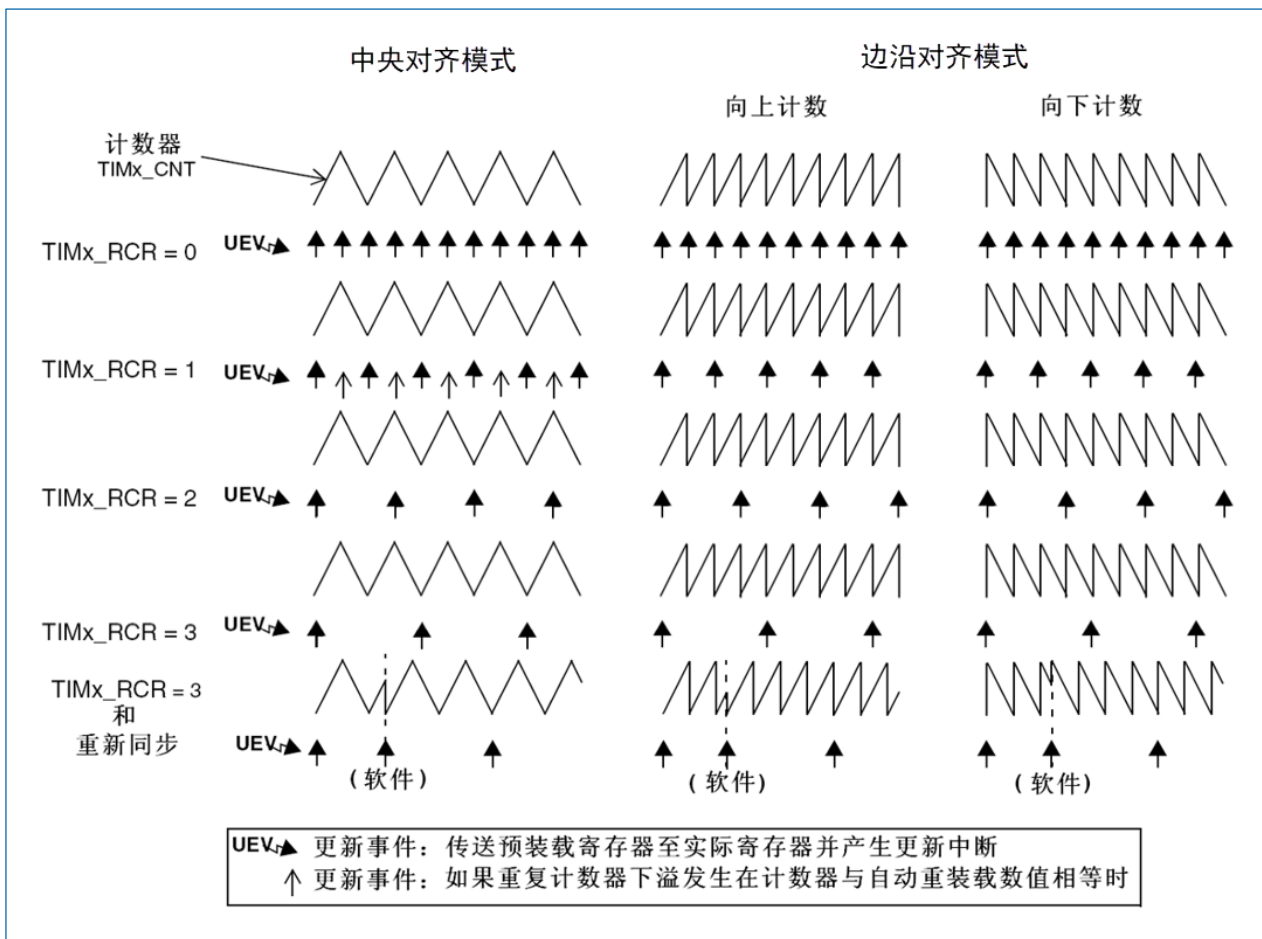 中央对齐模式
边沿对齐模式
向上计数
向下计数
计数器
TIMx_CNT
TIMx_RCR = 0
UEV
TIMx_RCR = 1
UEV
TIMx_RCR = 2
UEV
TIMx_RCR = 3
UEV
TIMx_RCR = 3
和
重新同步
UEV
(软件)
(软件)
(软件)
UEV 更新事件：传送预装载寄存器至实际寄存器并产生更新中断
更新事件：如果重复计数器下溢发生在计数器与自动重装载数值相等时